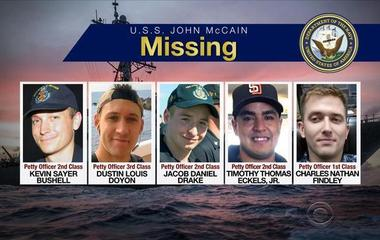 U.S.S. JOHN McCAIN
Missing
DEPARTMENT OF THE NAVY
UNITED STATES OF AMERICA
Petty Officer 2nd Class
KEVIN SAYER
BUSHELL
Petty Officer 3rd Class
DUSTIN LOUIS
DOYON
Petty Officer 2nd Class
JACOB DANIEL
DRAKE
Petty Officer 2nd Class
TIMOTHY THOMAS
ECKELS, JR.
Petty Officer 1st Class
CHARLES NATHAN
FINDLEY